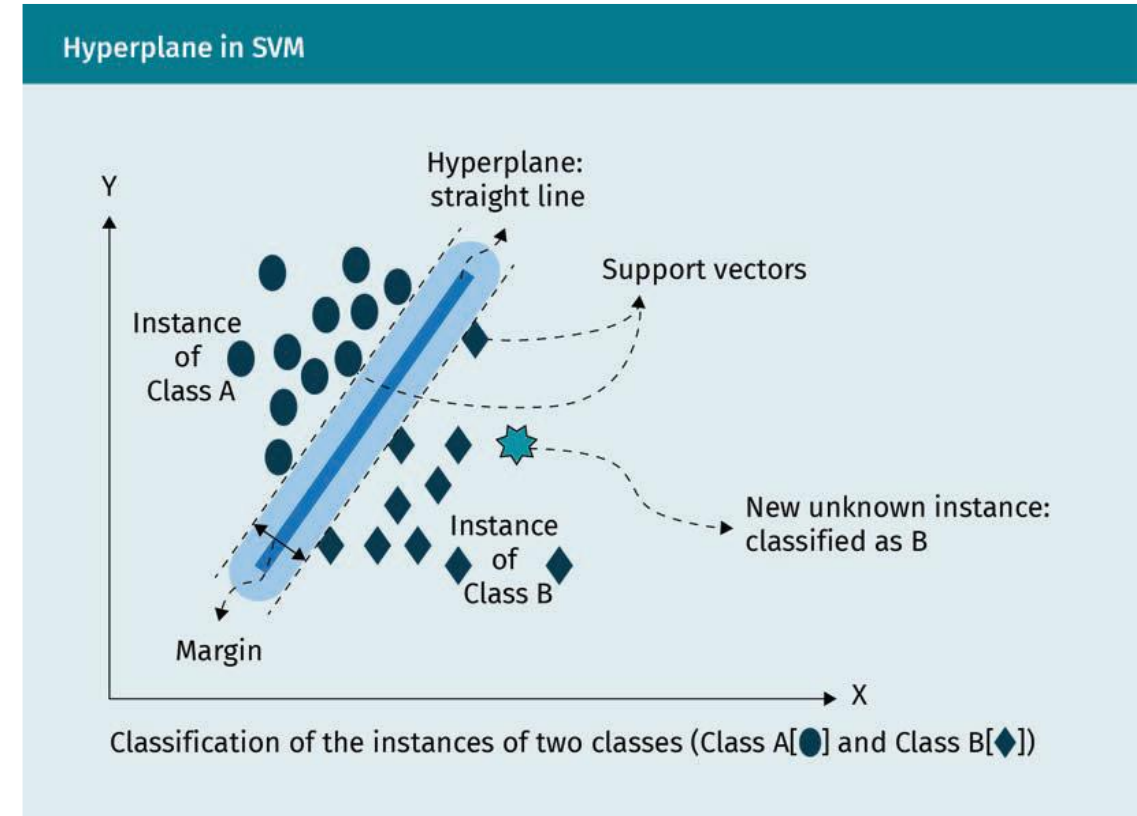 Hyperplane in SVM
Hyperplane:
straight line
Y
Support vectors
Instance
of
Class A
New unknown instance:
classified as B
Instance
of
Class B
Margin
X
Classification of the instances of two classes (Class A[●] and Class B[◆])